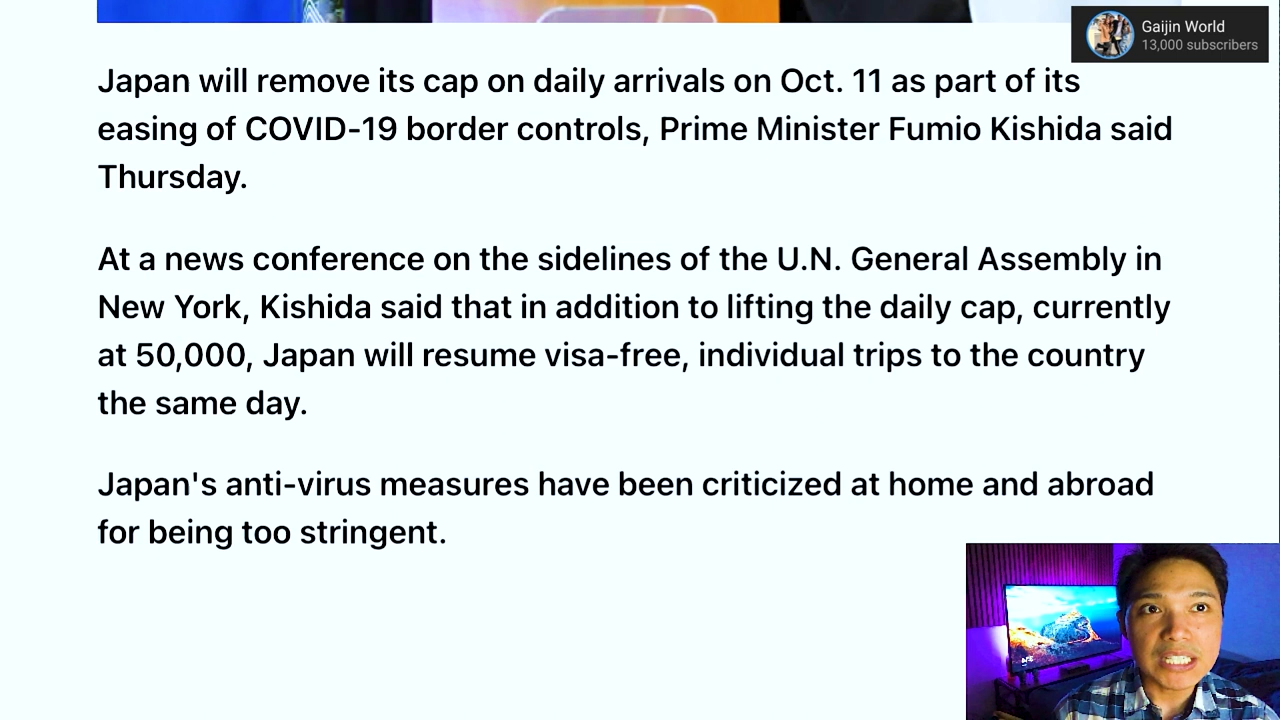 Gaijin World
13,000 subscribers
Japan will remove its cap on daily arrivals on Oct. 11 as part of its
easing of COVID-19 border controls, Prime Minister Fumio Kishida said
Thursday.
At a news conference on the sidelines of the U.N. General Assembly in
New York, Kishida said that in addition to lifting the daily cap, currently
at 50,000, Japan will resume visa-free, individual trips to the country
the same day.
Japan's anti-virus measures have been criticized at home and abroad
for being too stringent.